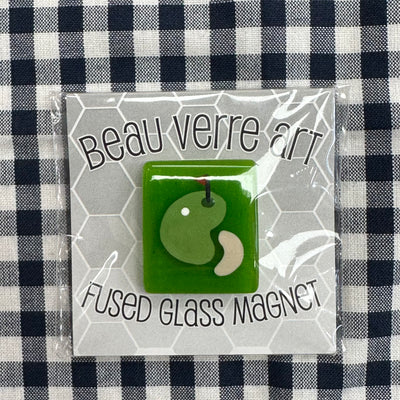 Beau Verre Art
Fused Glass Magnet